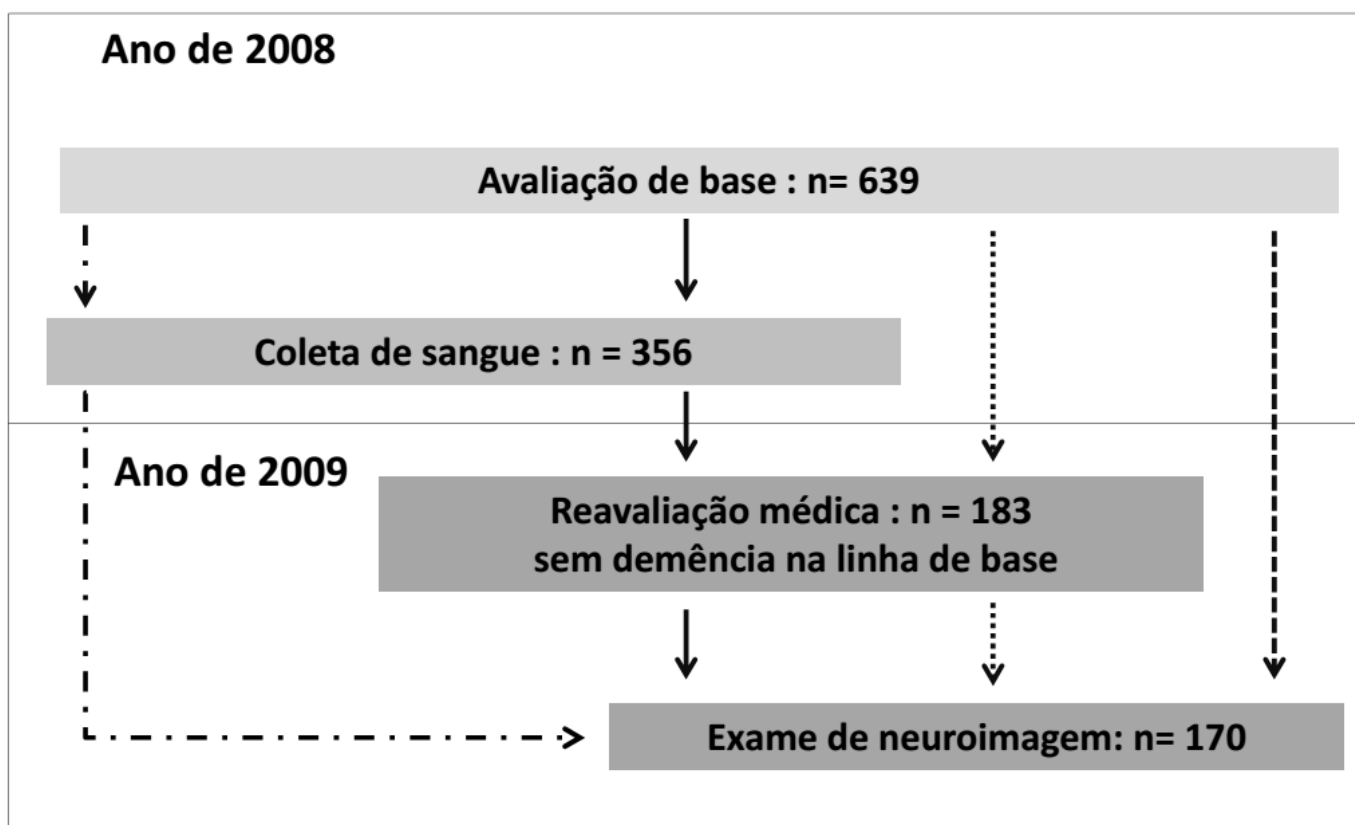 Ano de 2008
Avaliação de base : n= 639
Coleta de sangue : n = 356
Ano de 2009
Reavaliação médica : n = 183
sem demência na linha de base
Exame de neuroimagem: n= 170